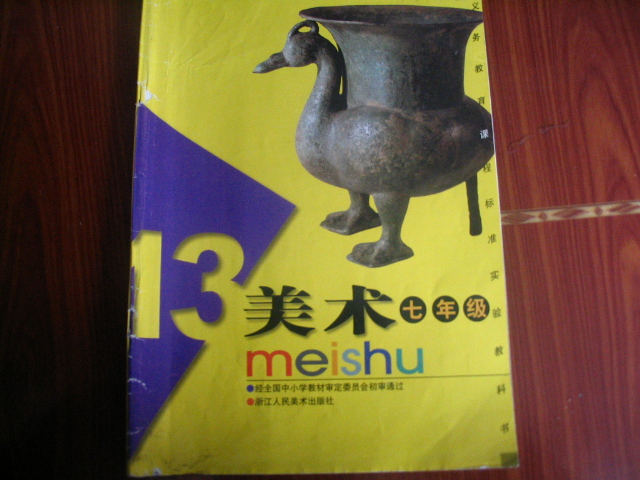 义务教育课程标准实验教科书
13
美术 七年级
meishu
经全国中小学教材审定委员会初审通过
浙江人民美术出版社